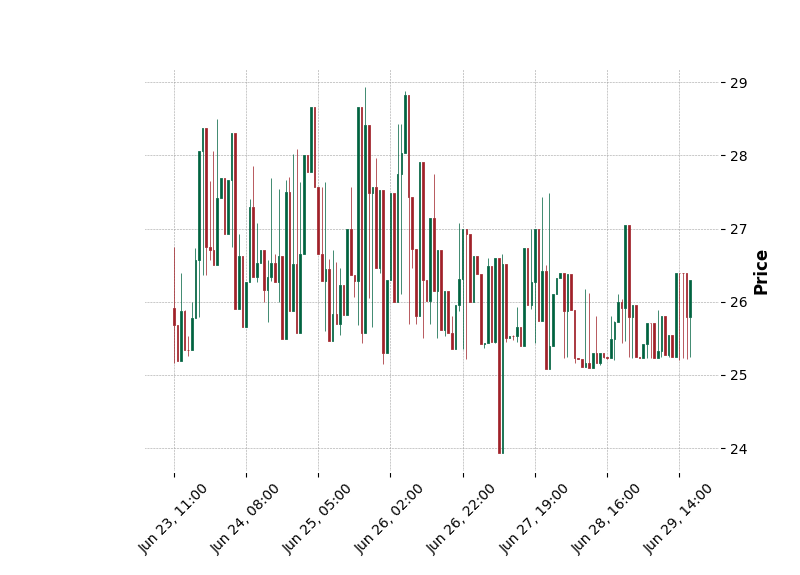 29
28
27
26
25
24
Price
Jun 23, 11:00
Jun 24, 08:00
Jun 25, 05:00
Jun 26, 02:00
Jun 26, 22:00
Jun 27, 19:00
Jun 28, 16:00
Jun 29, 14:00